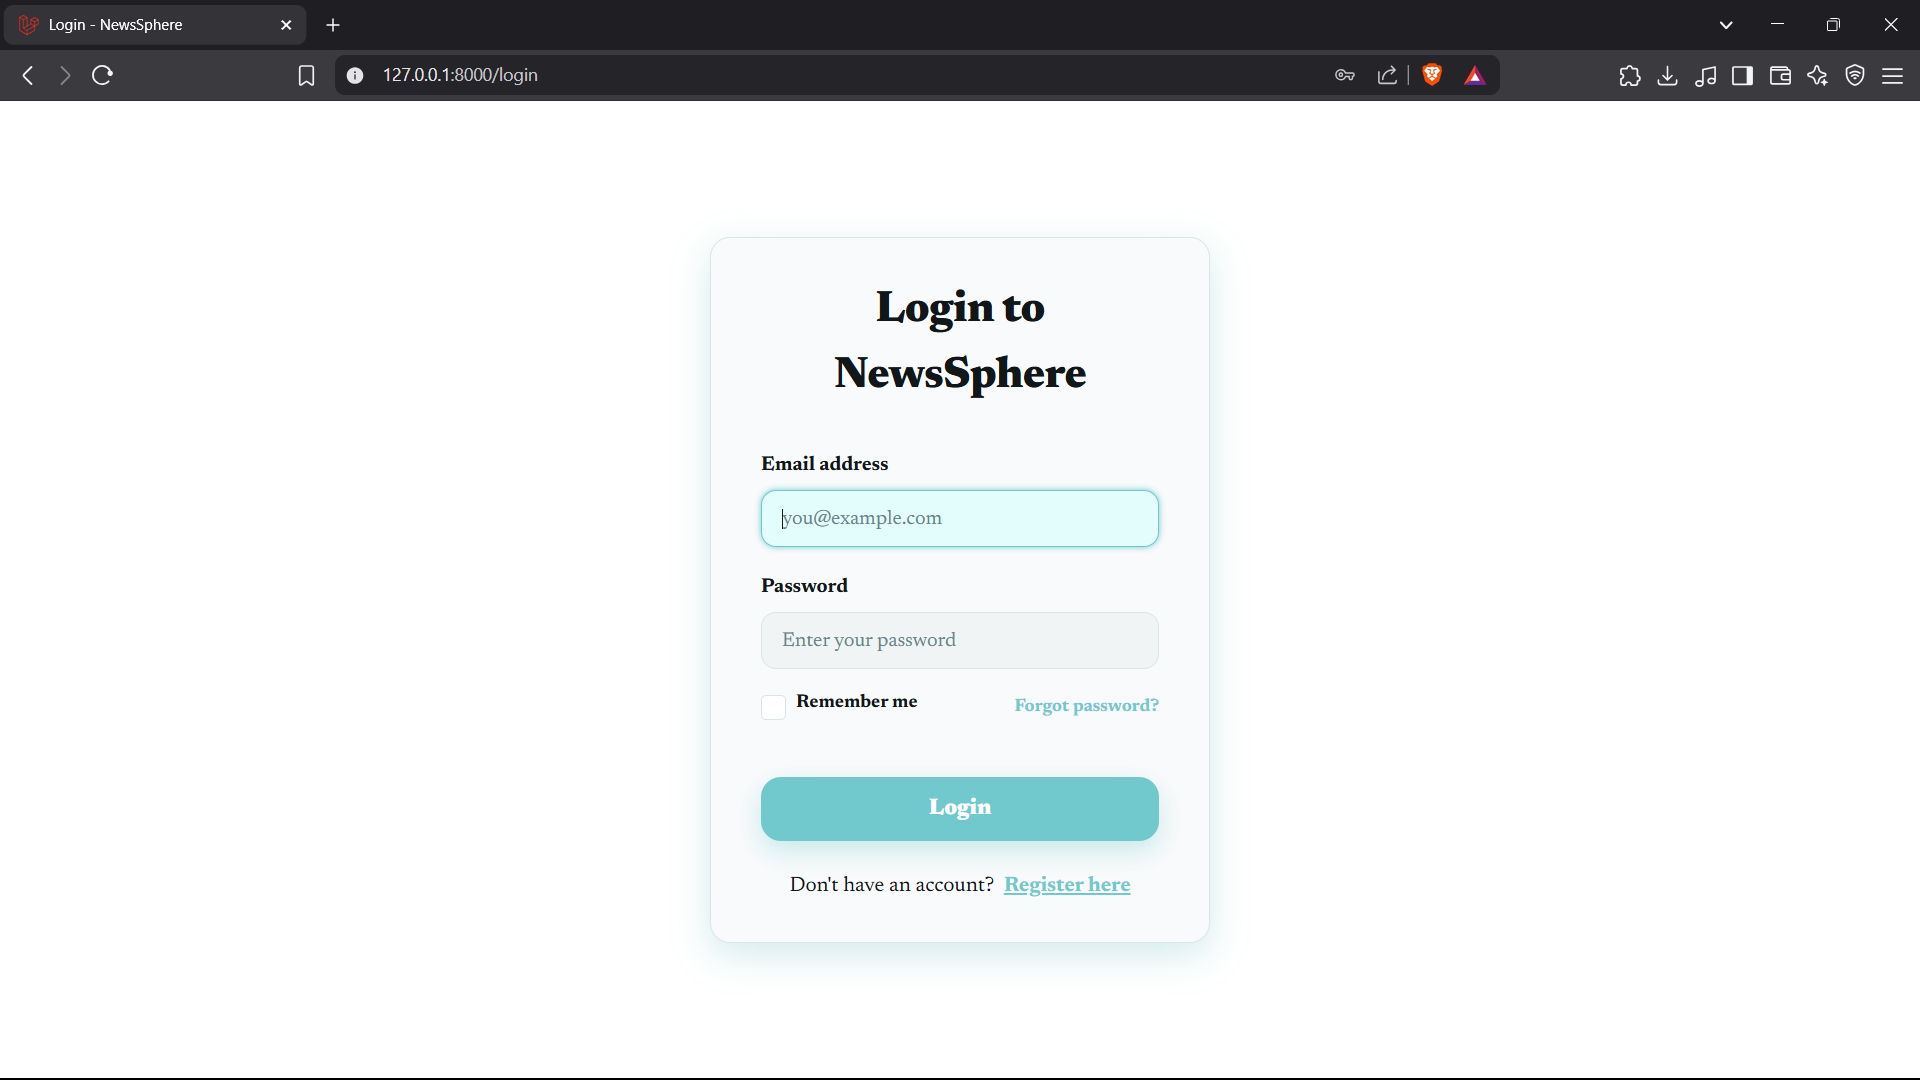 Login - NewsSphere
127.0.0.1:8000/login
Login to
NewsSphere
Email address
you@example.com
Password
Enter your password
Remember me
Forgot password?
Login
Don't have an account? Register here